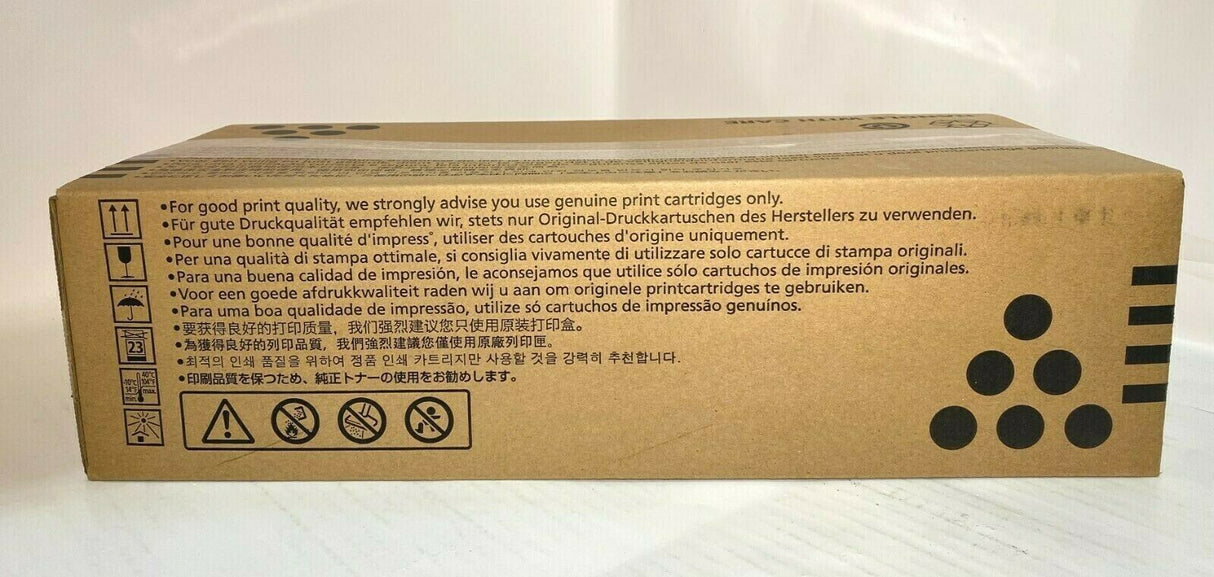 HANDLE WITH CARE
•For good print quality, we strongly advise you use genuine print cartridges only.
•Für gute Druckqualität empfehlen wir, stets nur Original-Druckkartuschen des Herstellers zu verwenden.
•Pour une bonne qualité d'impress°, utiliser des cartouches d'origine uniquement.
•Per una qualità di stampa ottimale, si consiglia vivamente di utilizzare solo cartucce di stampa originali.
•Para una buena calidad de impresión, le aconsejamos que utilice sólo cartuchos de impresión originales.
•Voor een goede afdrukkwaliteit raden wij u aan om originele printcartridges te gebruiken.
•Para uma boa qualidade de impressão, utilize só cartuchos de impressão genuínos.
•要获得良好的打印质量，我们强烈建议您只使用原装打印盒。
•為獲得良好的列印品質，我們強烈建議您僅使用原廠列印匣。
•최적의 인쇄 품질을 위하여 정품 인쇄 카트리지만 사용할 것을 강력히 추천합니다.
•印刷品質を保つため、純正トナーの使用をお勧めします。
23
-10°C 40°C
14°F 104°F
min. max.